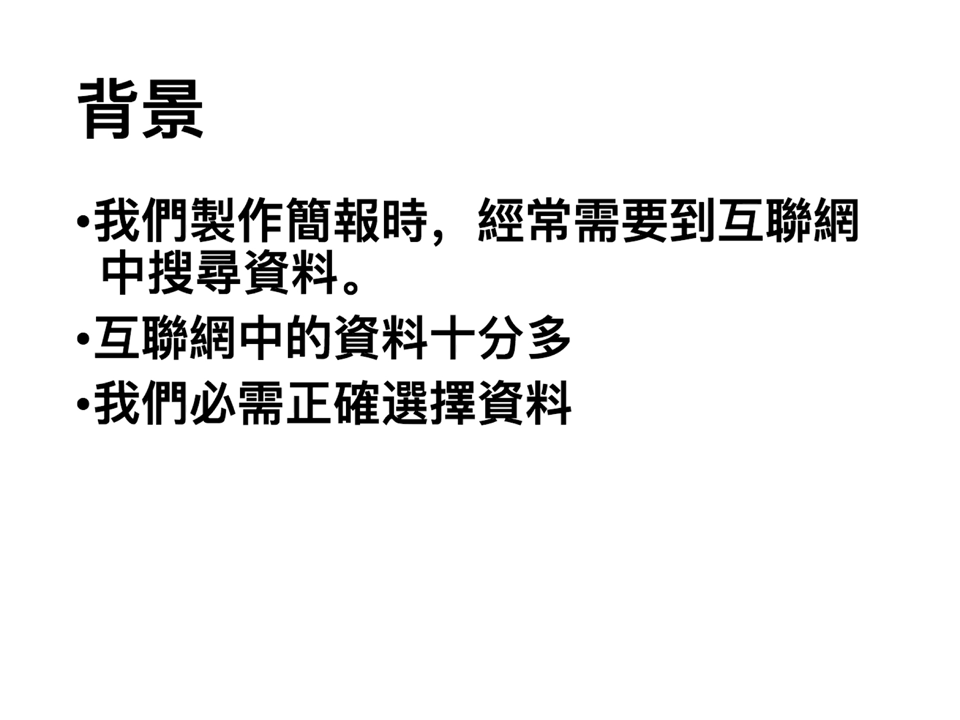 背景
•我們製作簡報時，經常需要到互聯網
中搜尋資料。
•互聯網中的資料十分多
•我們必需正確選擇資料